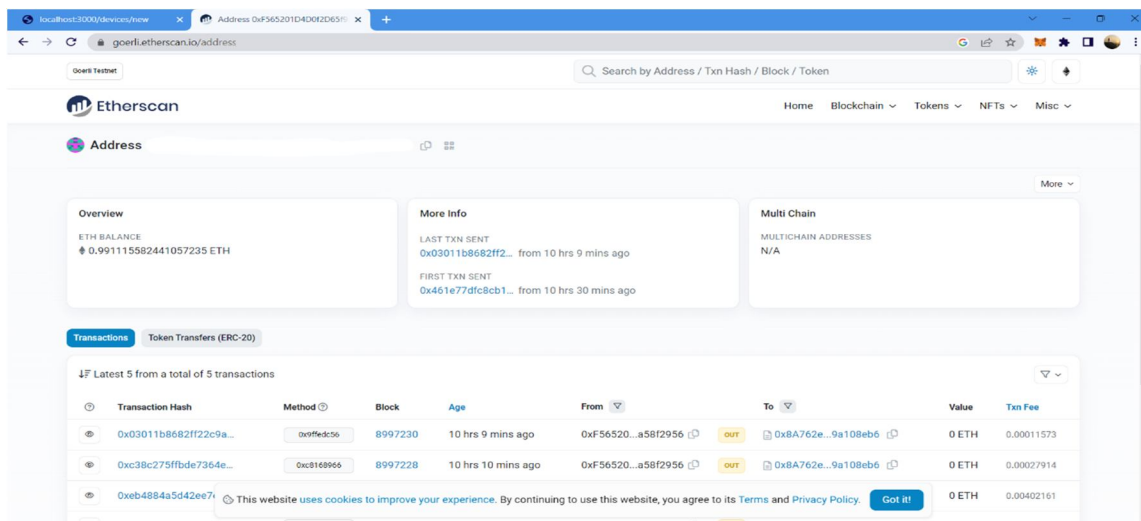 localhost:3000/devices/new
Address 0xF565201D4D0f2D65f
goerli.etherscan.io/address
Goerli Testnet
Search by Address / Txn Hash / Block / Token
Etherscan
Home Blockchain Tokens NFTs Misc
Address
More
Overview
ETH BALANCE
0.991115582441057235 ETH
More Info
LAST TXN SENT
0x03011b8682ff2... from 10 hrs 9 mins ago
FIRST TXN SENT
0x461e77dfc8cb1... from 10 hrs 30 mins ago
Multi Chain
MULTICHAIN ADDRESSES
N/A
Transactions Token Transfers (ERC-20)
Latest 5 from a total of 5 transactions
Transaction Hash Method Block Age From To Value Txn Fee
0x03011b8682ff22c9a... 0x9ffedc56 8997230 10 hrs 9 mins ago 0xF56520...a58f2956 OUT 0x8A762e...9a108eb6 0 ETH 0.00011573
0xc38c275ffbde7364e... 0xc8168966 8997228 10 hrs 10 mins ago 0xF56520...a58f2956 OUT 0x8A762e...9a108eb6 0 ETH 0.00027914
0xeb4884a5d42ee7 0 ETH 0.00402161
This website uses cookies to improve your experience. By continuing to use this website, you agree to its Terms and Privacy Policy. Got it!